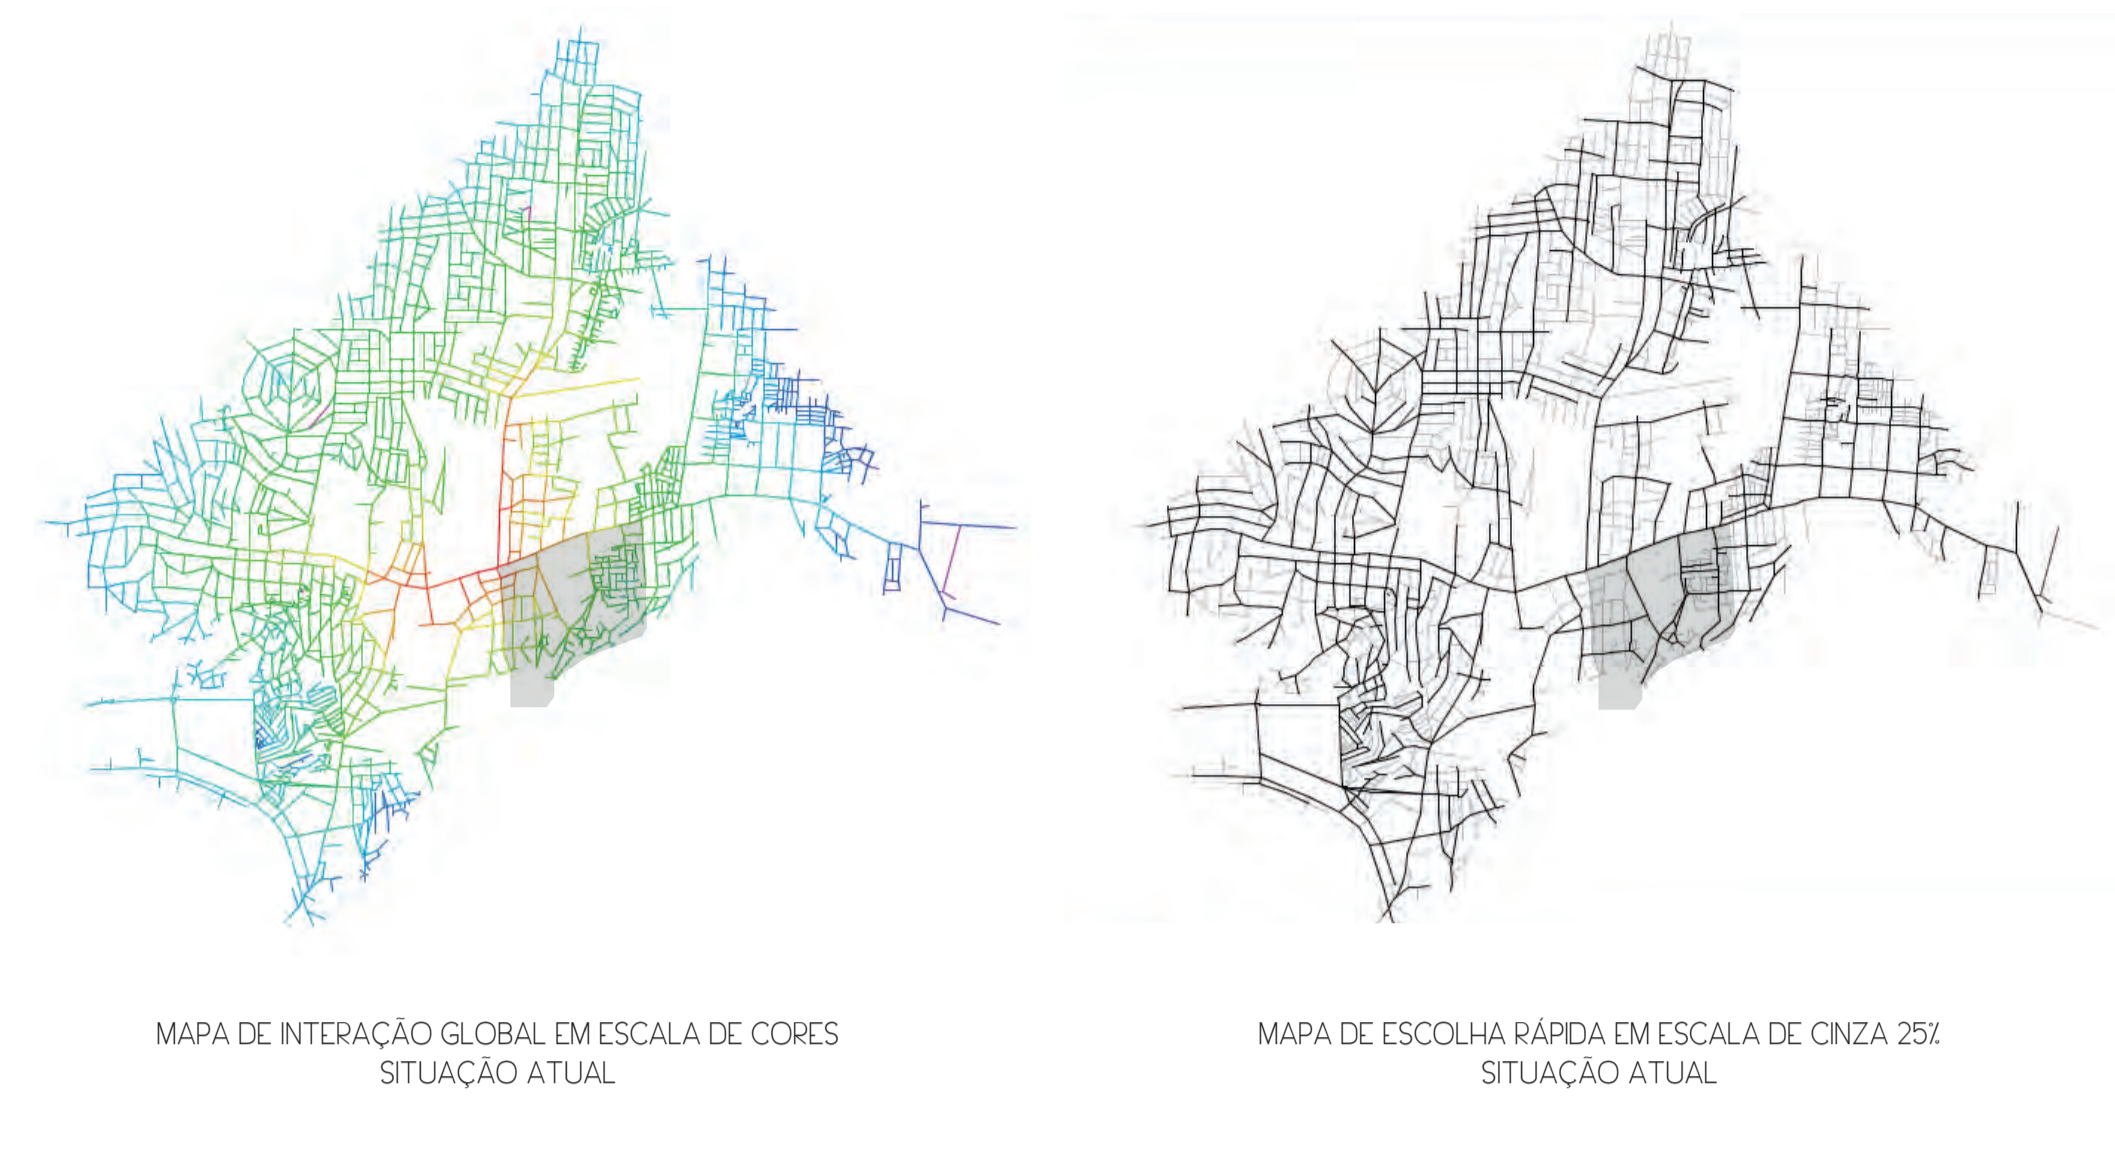 MAPA DE INTERAÇÃO GLOBAL EM ESCALA DE CORES
SITUAÇÃO ATUAL
MAPA DE ESCOLHA RÁPIDA EM ESCALA DE CINZA 25%
SITUAÇÃO ATUAL